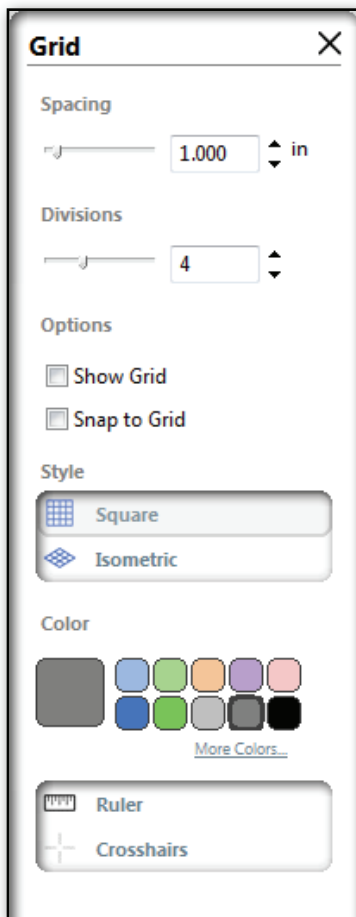 Grid
Spacing
1.000 in
Divisions
4
Options
Show Grid
Snap to Grid
Style
Square
Isometric
Color
More Colors...
Ruler
Crosshairs